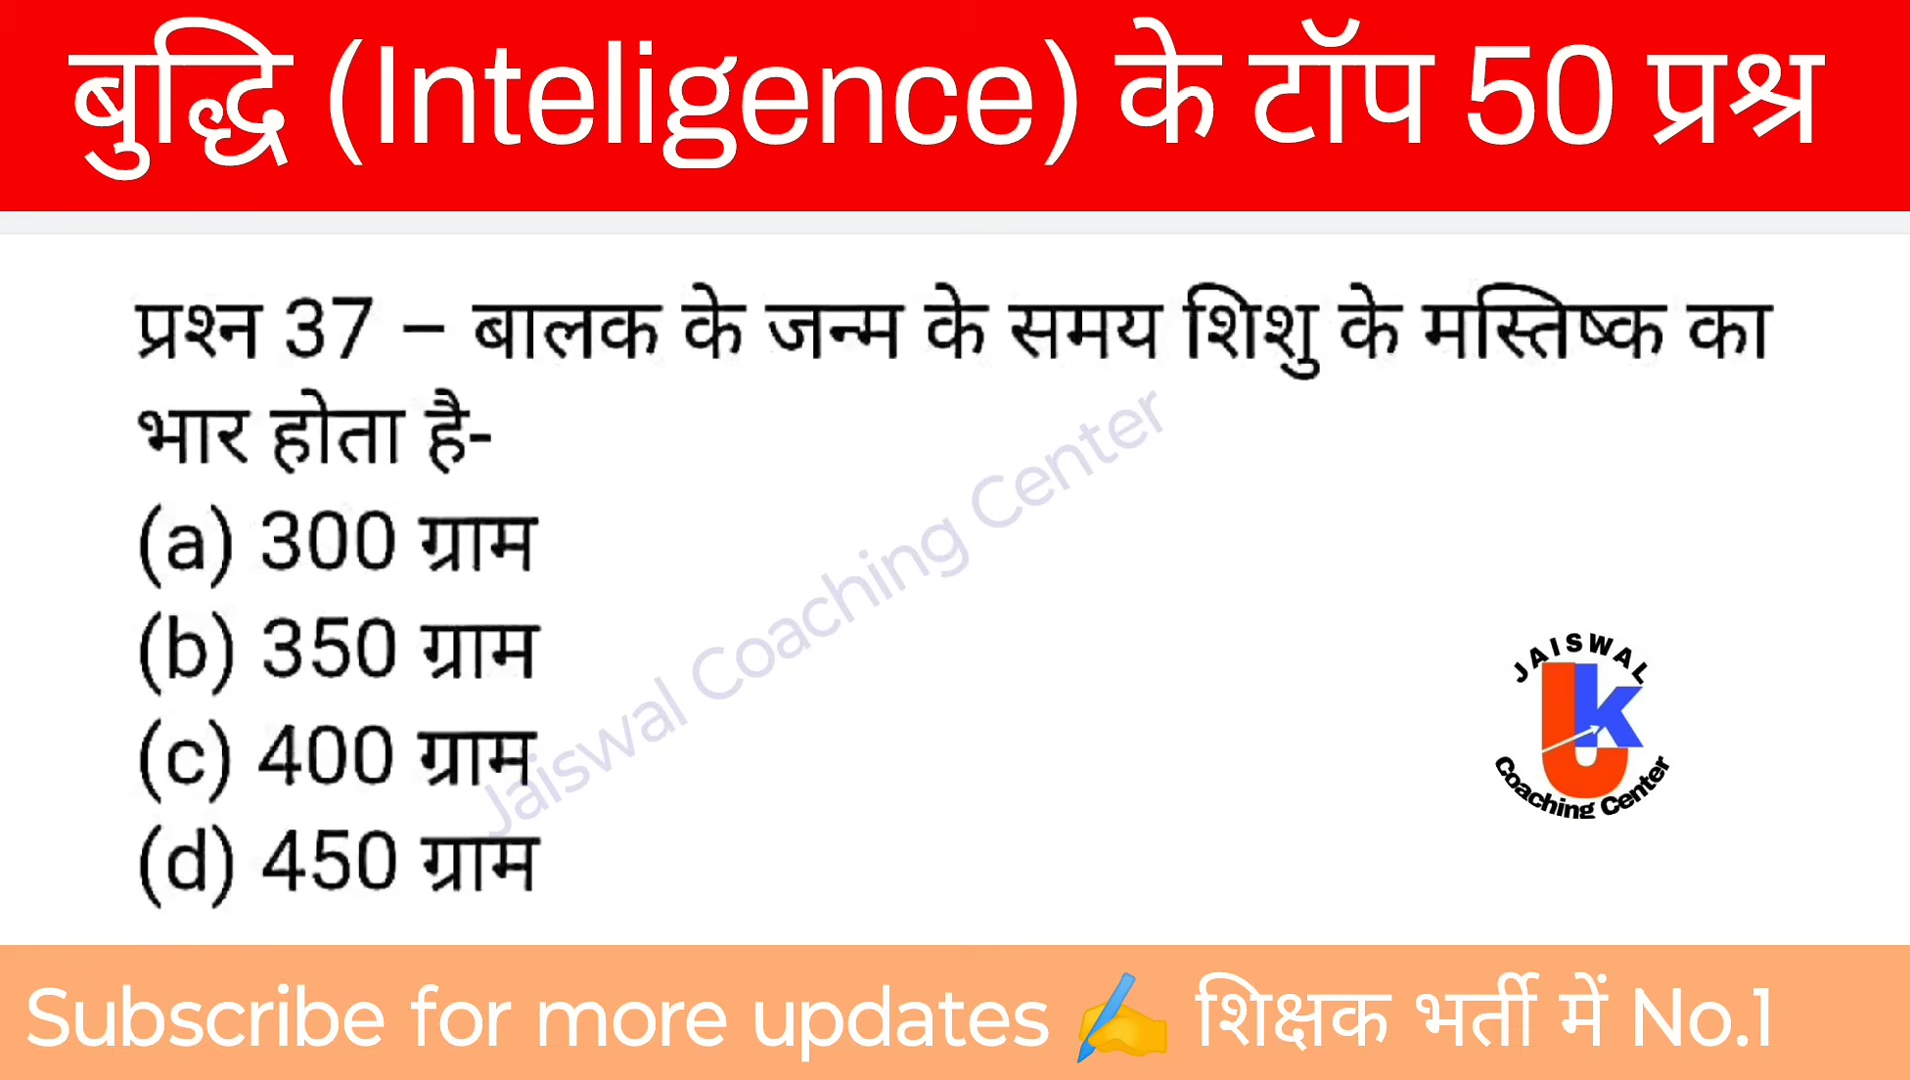 बुद्धि (Inteligence) के टॉप 50 प्रश्र
प्रश्न 37 – बालक के जन्म के समय शिशु के मस्तिष्क का
भार होता है-
(a) 300 ग्राम
(b) 350 ग्राम
(c) 400 ग्राम
(d) 450 ग्राम
Jaiswal Coaching Center
JAISWAL
Jk
Coaching Center
Subscribe for more updates ✍️ शिक्षक भर्ती में No.1